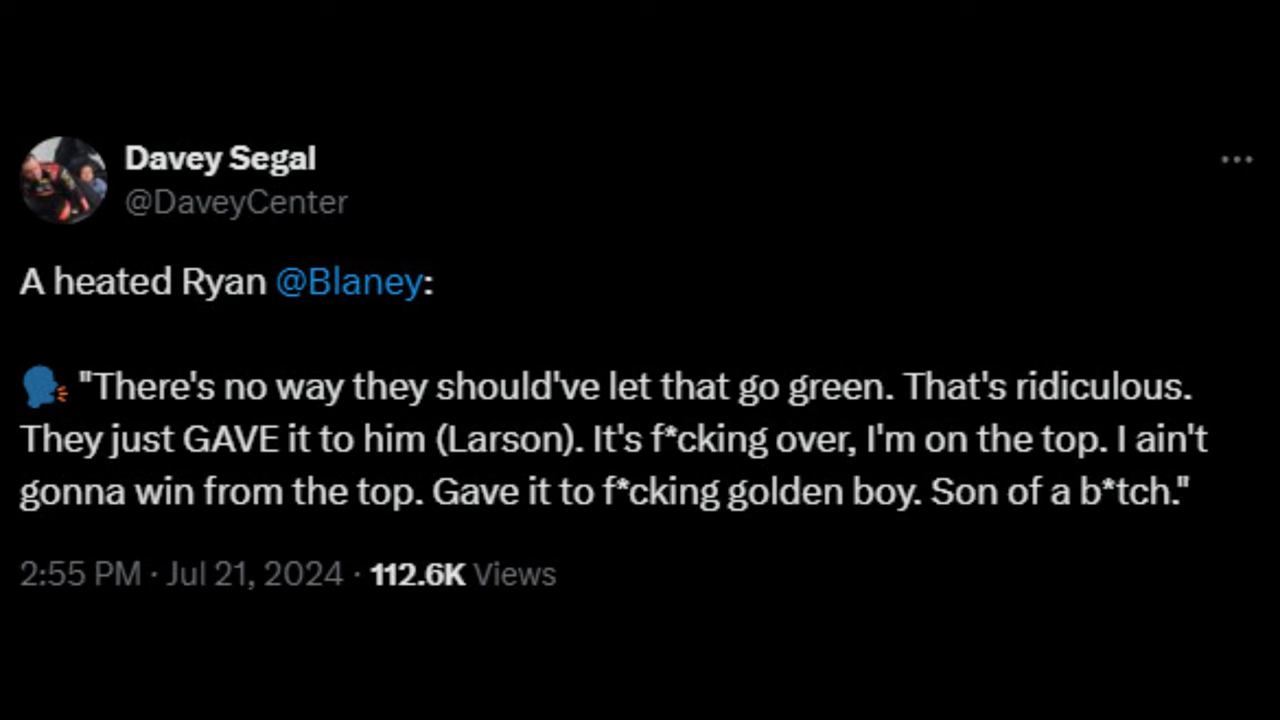 Davey Segal
@DaveyCenter
A heated Ryan @Blaney:
🗣️ "There's no way they should've let that go green. That's ridiculous.
They just GAVE it to him (Larson). It's f*cking over, I'm on the top. I ain't
gonna win from the top. Gave it to f*cking golden boy. Son of a b*tch."
2:55 PM · Jul 21, 2024 · 112.6K Views